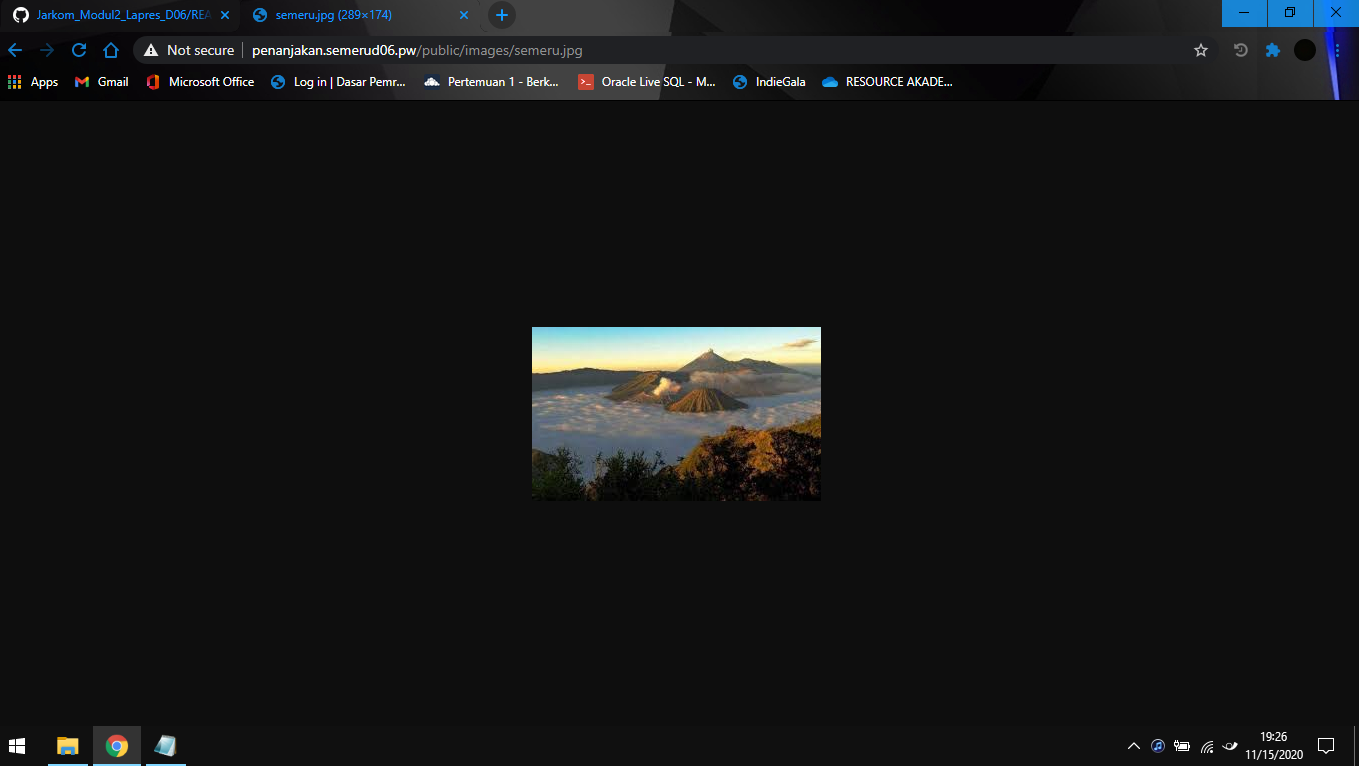 Jarkom_Modul2_Lapres_D06/REA
semeru.jpg (289×174)
Not secure
penanjakan.semerud06.pw/public/images/semeru.jpg
Apps
Gmail
Microsoft Office
Log in | Dasar Pemr...
Pertemuan 1 - Berk...
Oracle Live SQL - M...
IndieGala
RESOURCE AKADE...
19:26
11/15/2020